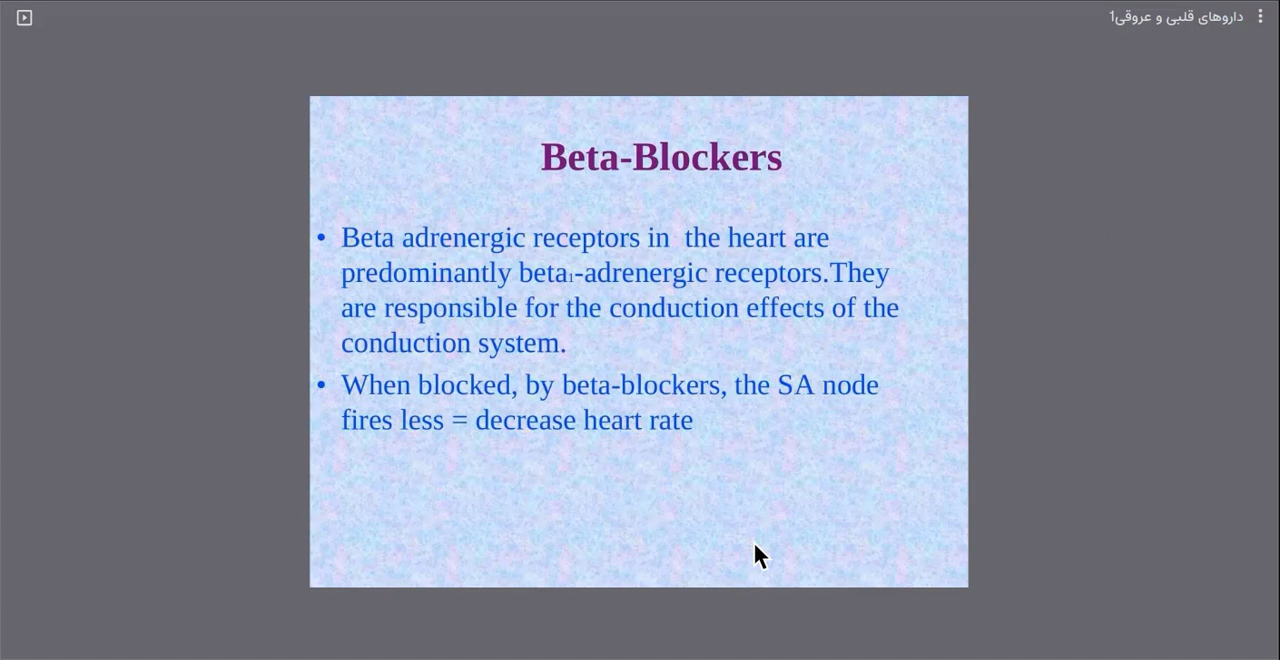 داروهای قلبی و عروقی1
Beta-Blockers
• Beta adrenergic receptors in  the heart are
predominantly beta₁-adrenergic receptors.They
are responsible for the conduction effects of the
conduction system.
• When blocked, by beta-blockers, the SA node
fires less = decrease heart rate